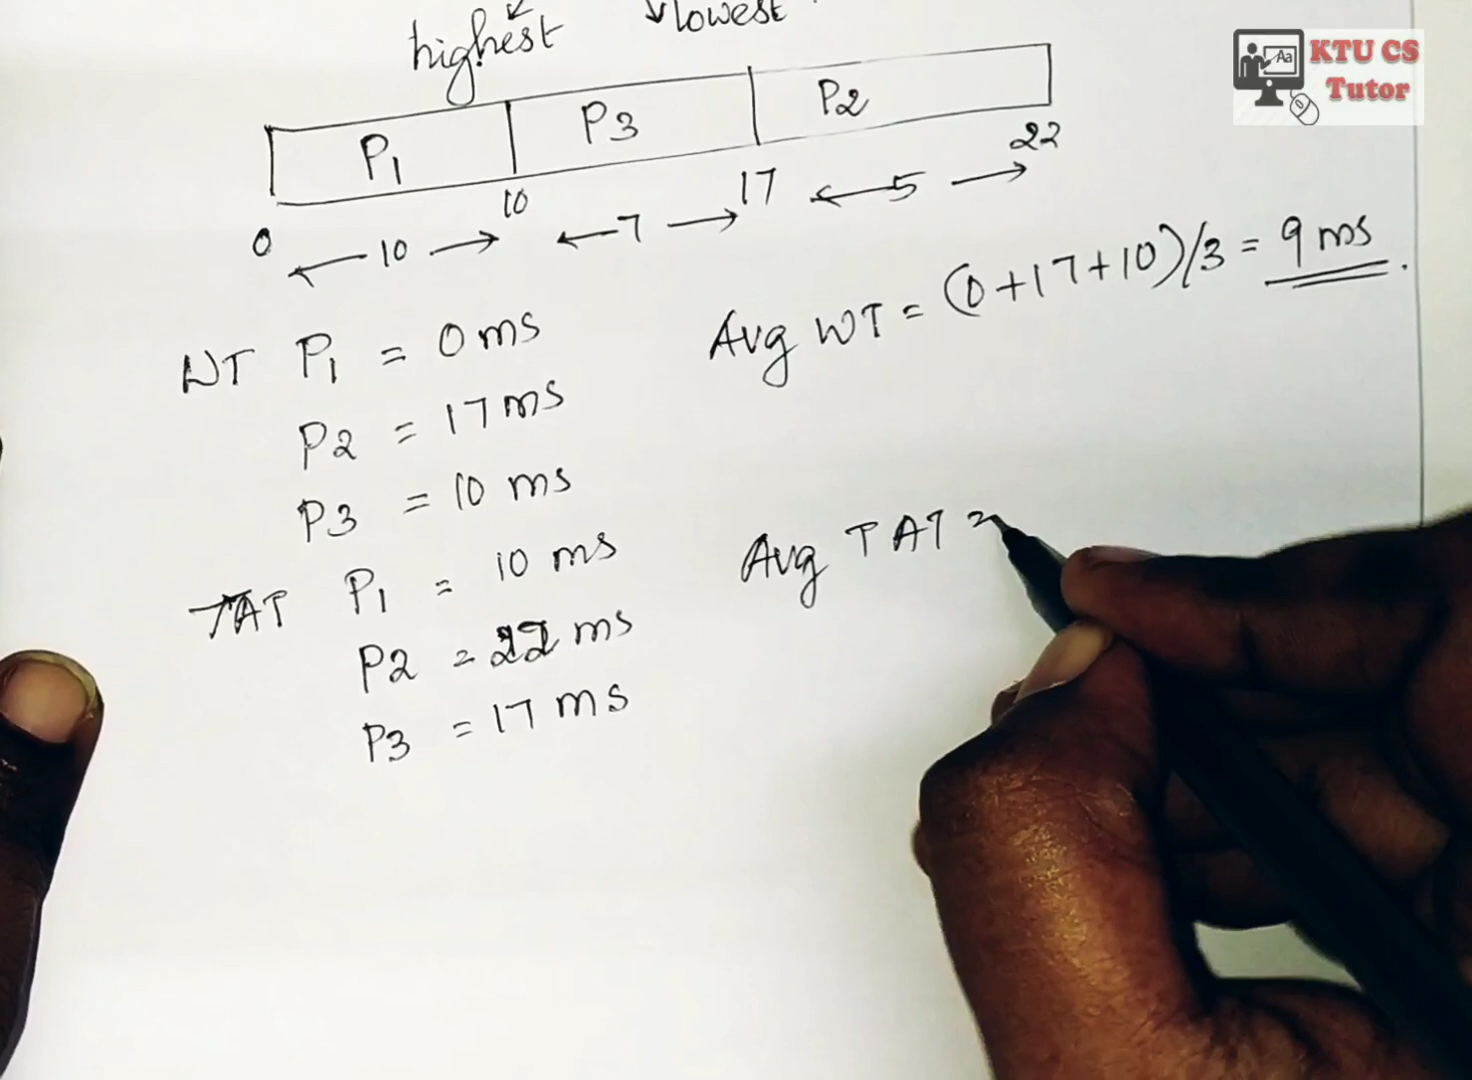 highest lowest
P1 P3 P2
0 10 17 22
10 7 5
WT P1 = 0 ms
P2 = 17 ms
P3 = 10 ms
TAT P1 = 10 ms
P2 = 22 ms
P3 = 17 ms
Avg WT = (0+17+10)/3 = 9 ms.
Avg TAT =
KTU CS
Tutor
Aa